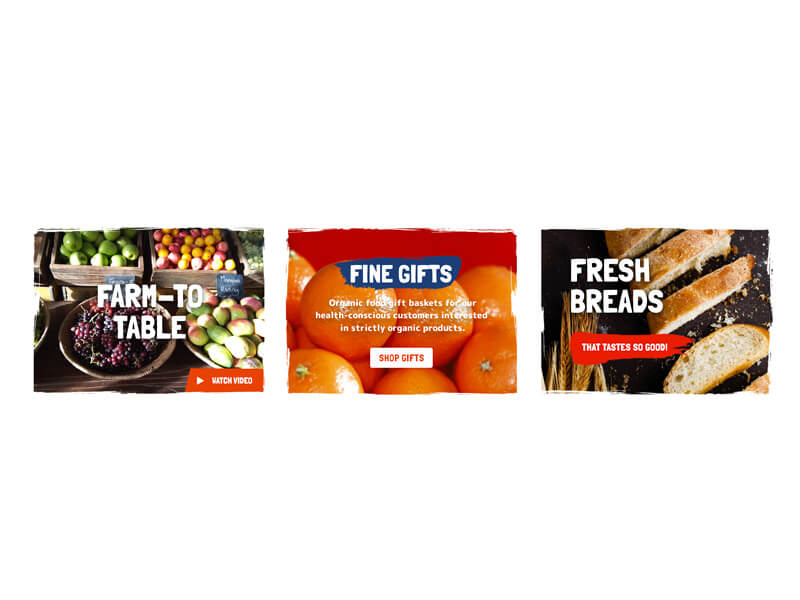 FARM-TO
TABLE
WATCH VIDEO
FINE GIFTS
Organic food gift baskets for our
health-conscious customers interested
in strictly organic products.
SHOP GIFTS
FRESH
BREADS
THAT TASTES SO GOOD!